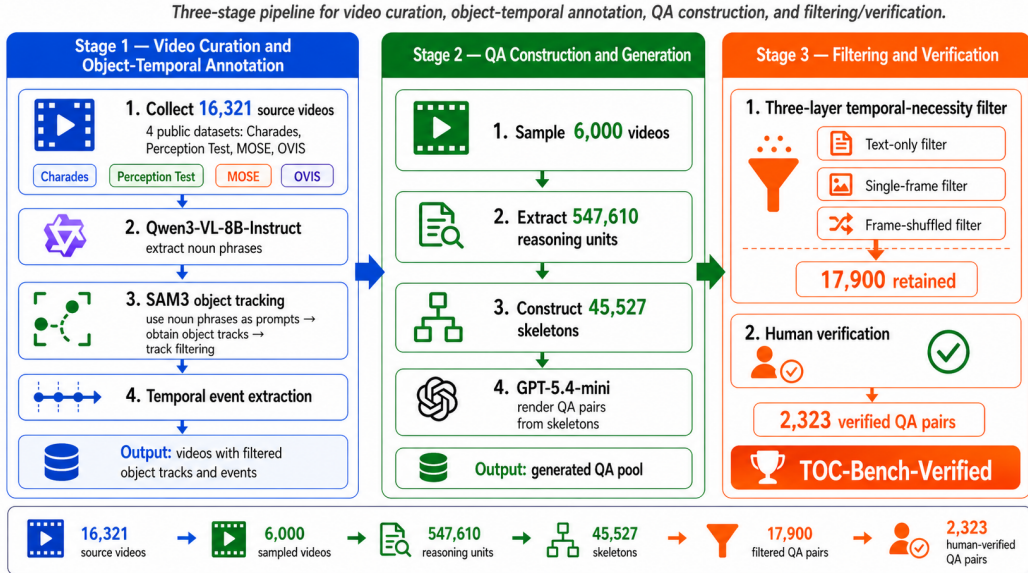 Three-stage pipeline for video curation, object-temporal annotation, QA construction, and filtering/verification.
Stage 1 — Video Curation and
Object-Temporal Annotation
1. Collect 16,321 source videos
4 public datasets: Charades,
Perception Test, MOSE, OVIS
Charades
Perception Test
MOSE
OVIS
2. Qwen3-VL-8B-Instruct
extract noun phrases
3. SAM3 object tracking
use noun phrases as prompts →
obtain object tracks →
track filtering
4. Temporal event extraction
Output: videos with filtered
object tracks and events
Stage 2 — QA Construction and Generation
1. Sample 6,000 videos
2. Extract 547,610
reasoning units
3. Construct 45,527
skeletons
4. GPT-5.4-mini
render QA pairs
from skeletons
Output: generated QA pool
Stage 3 — Filtering and Verification
1. Three-layer temporal-necessity filter
Text-only filter
Single-frame filter
Frame-shuffled filter
17,900 retained
2. Human verification
2,323 verified QA pairs
TOC-Bench-Verified
16,321
source videos
6,000
sampled videos
547,610
reasoning units
45,527
skeletons
17,900
filtered QA pairs
2,323
human-verified
QA pairs